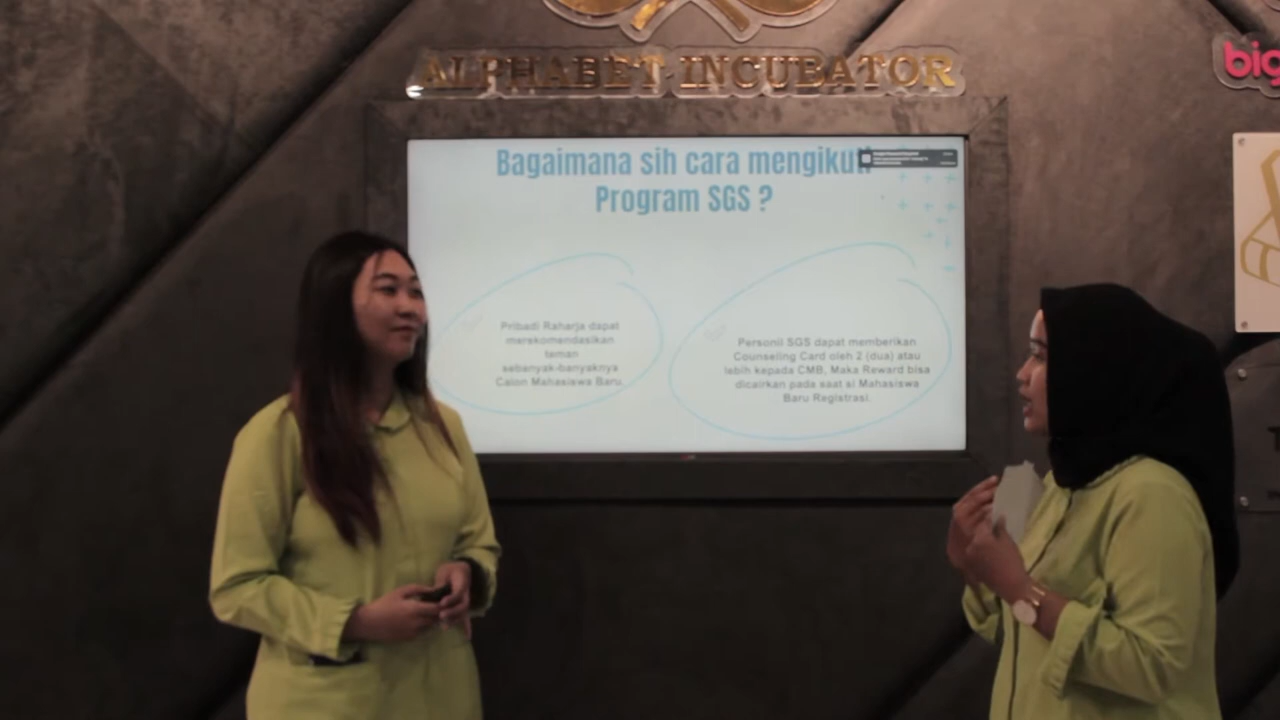 ALPHABET INCUBATOR
big
Bagaimana sih cara mengikuti
Program SGS ?
Pribadi Raharja dapat
merekomendasikan
teman
sebanyak-banyaknya
Calon Mahasiswa Baru.
Personil SGS dapat memberikan
Counseling Card oleh 2 (dua) atau
lebih kepada CMB, Maka Reward bisa
dicairkan pada saat si Mahasiswa
Baru Registrasi.